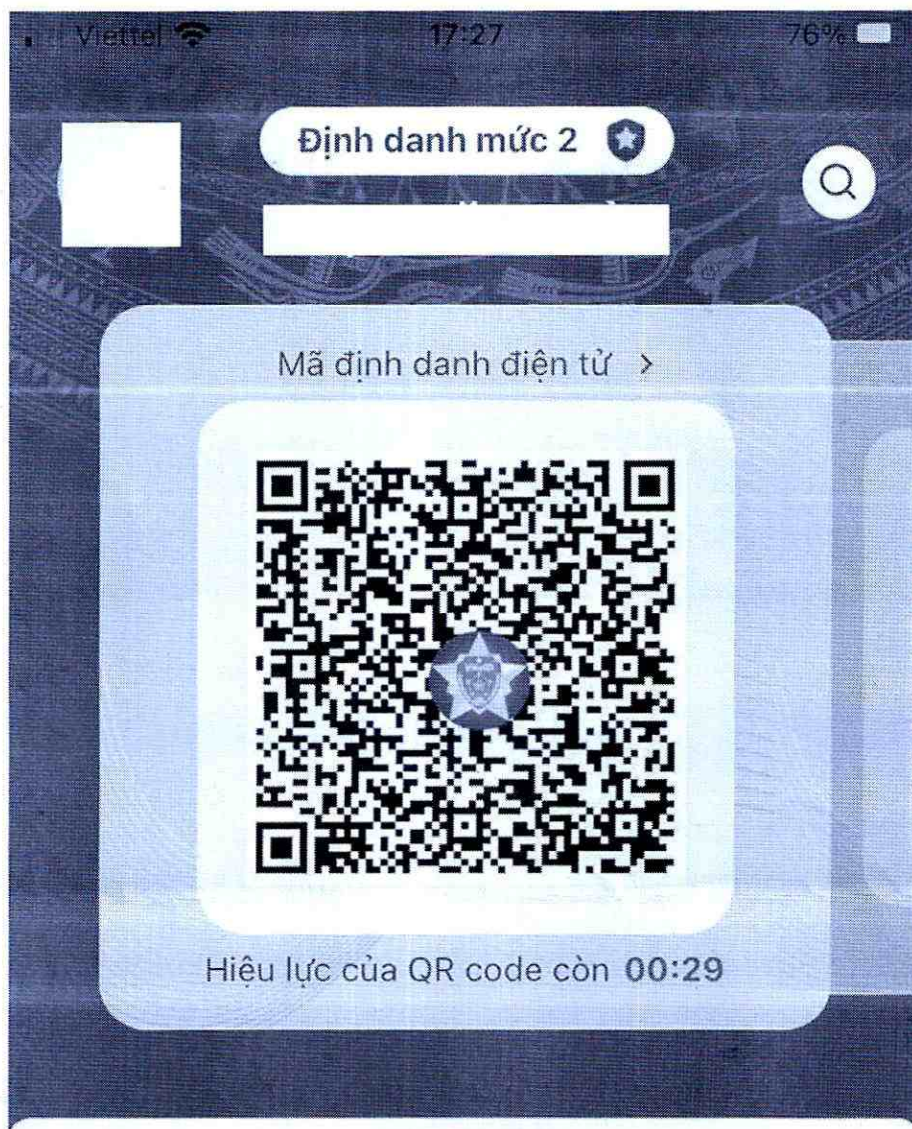 Viettel 17:27 76%
Định danh mức 2
Mã định danh điện tử >
Hiệu lực của QR code còn 00:29